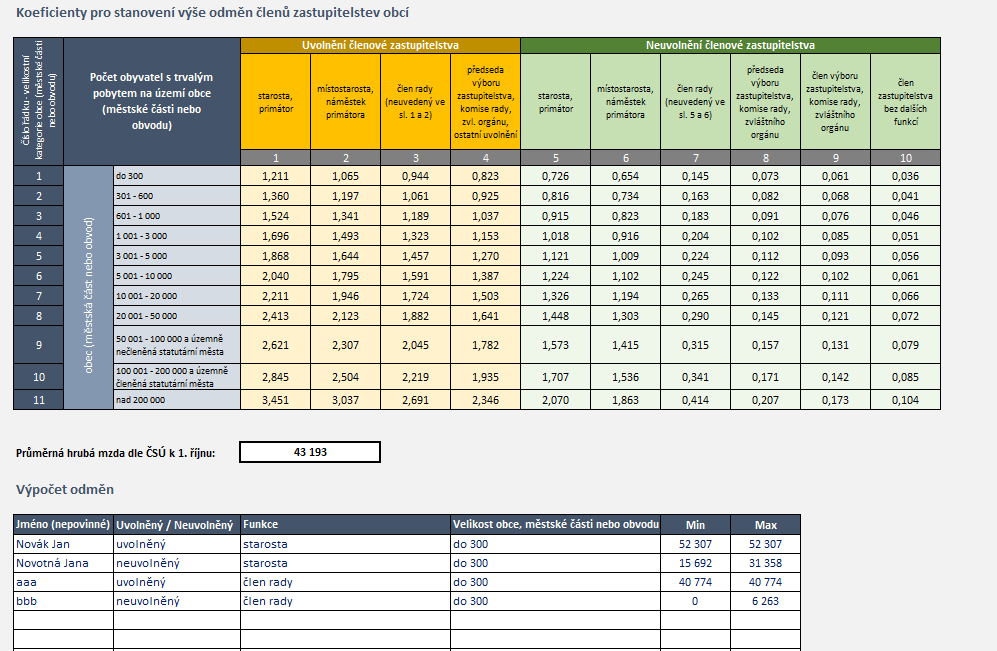 Koeficienty pro stanovení výše odměn členů zastupitelstev obcí
Číslo řádku - velikostní kategorie obce (městské části nebo obvodu)
Počet obyvatel s trvalým pobytem na území obce (městské části nebo obvodu)
Uvolnění členové zastupitelstva
Neuvolnění členové zastupitelstva
starosta, primátor
místostarosta, náměstek primátora
člen rady (neuvedený ve sl. 1 a 2)
předseda výboru zastupitelstva, komise rady, zvl. orgánu, ostatní uvolnění
starosta, primátor
místostarosta, náměstek primátora
člen rady (neuvedený ve sl. 5 a 6)
předseda výboru zastupitelstva, komise rady, zvláštního orgánu
člen výboru zastupitelstva, komise rady, zvláštního orgánu
člen zastupitelstva bez dalších funkcí
1 2 3 4 5 6 7 8 9 10
obec (městská část nebo obvod)
1 do 300 1,211 1,065 0,944 0,823 0,726 0,654 0,145 0,073 0,061 0,036
2 301 - 600 1,360 1,197 1,061 0,925 0,816 0,734 0,163 0,082 0,068 0,041
3 601 - 1 000 1,524 1,341 1,189 1,037 0,915 0,823 0,183 0,091 0,076 0,046
4 1 001 - 3 000 1,696 1,493 1,323 1,153 1,018 0,916 0,204 0,102 0,085 0,051
5 3 001 - 5 000 1,868 1,644 1,457 1,270 1,121 1,009 0,224 0,112 0,093 0,056
6 5 001 - 10 000 2,040 1,795 1,591 1,387 1,224 1,102 0,245 0,122 0,102 0,061
7 10 001 - 20 000 2,211 1,946 1,724 1,503 1,326 1,194 0,265 0,133 0,111 0,066
8 20 001 - 50 000 2,413 2,123 1,882 1,641 1,448 1,303 0,290 0,145 0,121 0,072
9 50 001 - 100 000 a územně nečleněná statutární města 2,621 2,307 2,045 1,782 1,573 1,415 0,315 0,157 0,131 0,079
10 100 001 - 200 000 a územně členěná statutární města 2,845 2,504 2,219 1,935 1,707 1,536 0,341 0,171 0,142 0,085
11 nad 200 000 3,451 3,037 2,691 2,346 2,070 1,863 0,414 0,207 0,173 0,104
Průměrná hrubá mzda dle ČSÚ k 1. říjnu: 43 193
Výpočet odměn
Jméno (nepovinné) Uvolněný / Neuvolněný Funkce Velikost obce, městské části nebo obvodu Min Max
Novák Jan uvolněný starosta do 300 52 307 52 307
Novotná Jana neuvolněný starosta do 300 15 692 31 358
aaa uvolněný člen rady do 300 40 774 40 774
bbb neuvolněný člen rady do 300 0 6 263